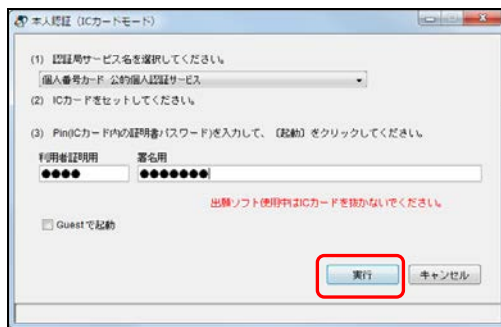 本人認証（ICカードモード）
(1) 認証局サービス名を選択してください。
個人番号カード 公的個人認証サービス
(2) ICカードをセットしてください。
(3) Pin(ICカード内の証明書パスワード)を入力して、〔起動〕をクリックしてください。
利用者証明用 署名用
●●●● ●●●●●●●
出願ソフト使用中はICカードを抜かないでください。
Guestで起動
実行 キャンセル